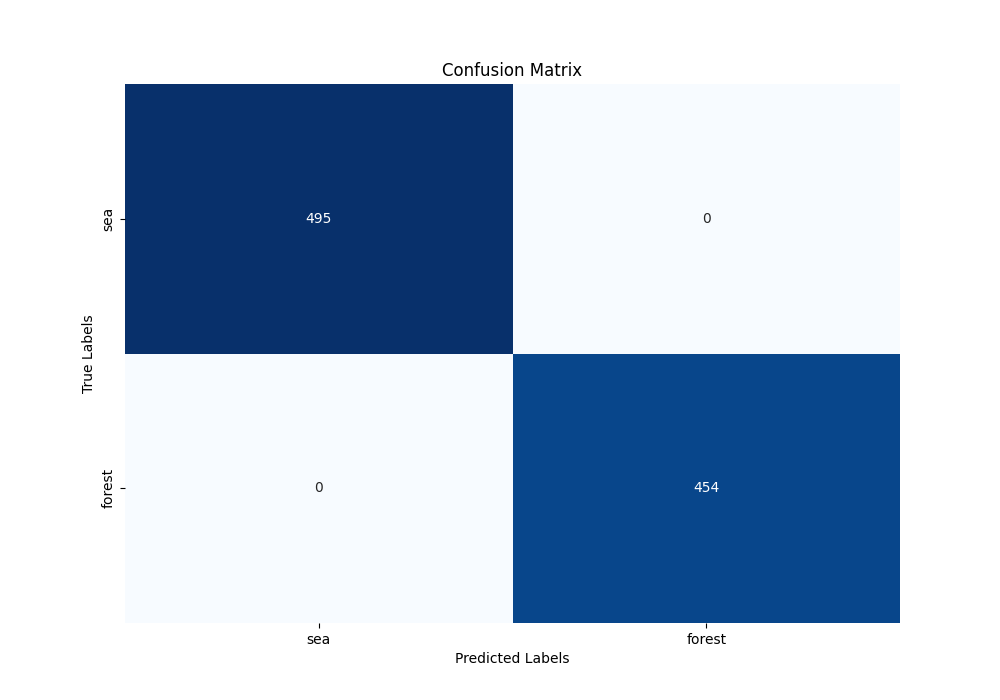 Confusion Matrix
True Labels
sea
495
0
forest
0
454
sea
forest
Predicted Labels